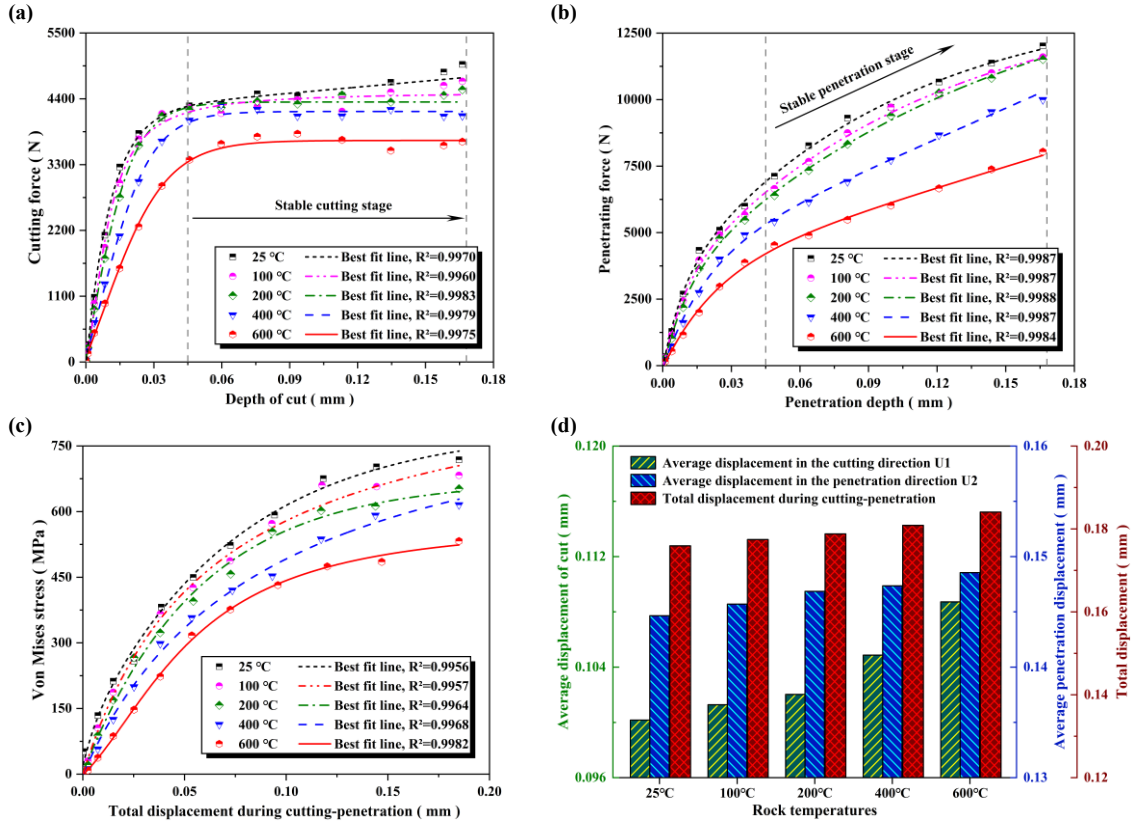 (a)
5500
4400
3300
2200
1100
0
Cutting force ( N )
Stable cutting stage
25 ℃ Best fit line, R²=0.9970
100 ℃ Best fit line, R²=0.9960
200 ℃ Best fit line, R²=0.9983
400 ℃ Best fit line, R²=0.9979
600 ℃ Best fit line, R²=0.9975
0.00 0.03 0.06 0.09 0.12 0.15 0.18
Depth of cut ( mm )
(b)
12500
10000
7500
5000
2500
0
Penetrating force ( N )
Stable penetration stage
25 ℃ Best fit line, R²=0.9987
100 ℃ Best fit line, R²=0.9987
200 ℃ Best fit line, R²=0.9988
400 ℃ Best fit line, R²=0.9987
600 ℃ Best fit line, R²=0.9984
0.00 0.03 0.06 0.09 0.12 0.15 0.18
Penetration depth ( mm )
(c)
750
600
450
300
150
0
Von Mises stress ( MPa )
25 ℃ Best fit line, R²=0.9956
100 ℃ Best fit line, R²=0.9957
200 ℃ Best fit line, R²=0.9964
400 ℃ Best fit line, R²=0.9968
600 ℃ Best fit line, R²=0.9982
0.00 0.05 0.10 0.15 0.20
Total displacement during cutting-penetration ( mm )
(d)
0.120
0.112
0.104
0.096
Average displacement of cut ( mm )
Average displacement in the cutting direction U1
Average displacement in the penetration direction U2
Total displacement during cutting-penetration
25℃ 100℃ 200℃ 400℃ 600℃
Rock temperatures
0.16
0.15
0.14
0.13
Average penetration displacement ( mm )
0.20
0.18
0.16
0.14
0.12
Total displacement ( mm )